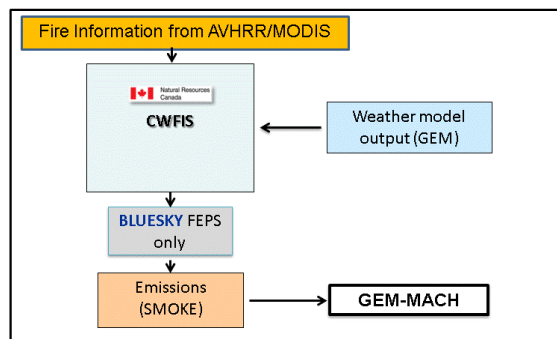 Fire Information from AVHRR/MODIS
Natural Resources
Canada
CWFIS
Weather model
output (GEM)
BLUESKY FEPS
only
Emissions
(SMOKE)
GEM-MACH